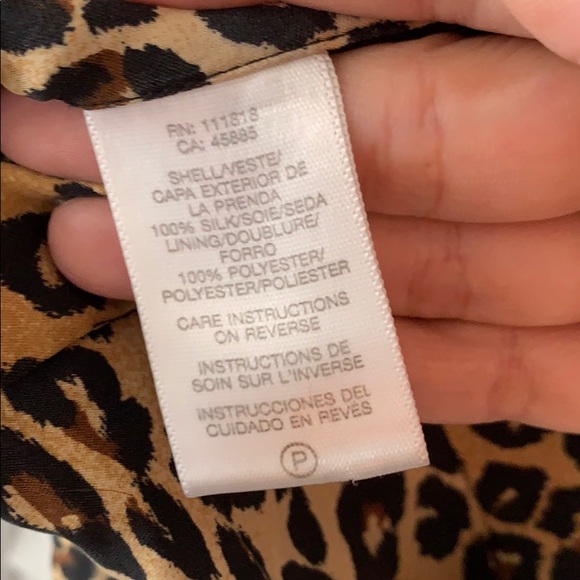 RN: 111818
CA: 45885
SHELL/VESTE/
CAPA EXTERIOR DE
LA PRENDA
100% SILK/SOIE/SEDA
LINING/DOUBLURE/
FORRO
100% POLYESTER/
POLYESTER/POLIESTER
CARE INSTRUCTIONS
ON REVERSE
INSTRUCTIONS DE
SOIN SUR L'INVERSE
INSTRUCCIONES DEL
CUIDADO EN REVÉS
P